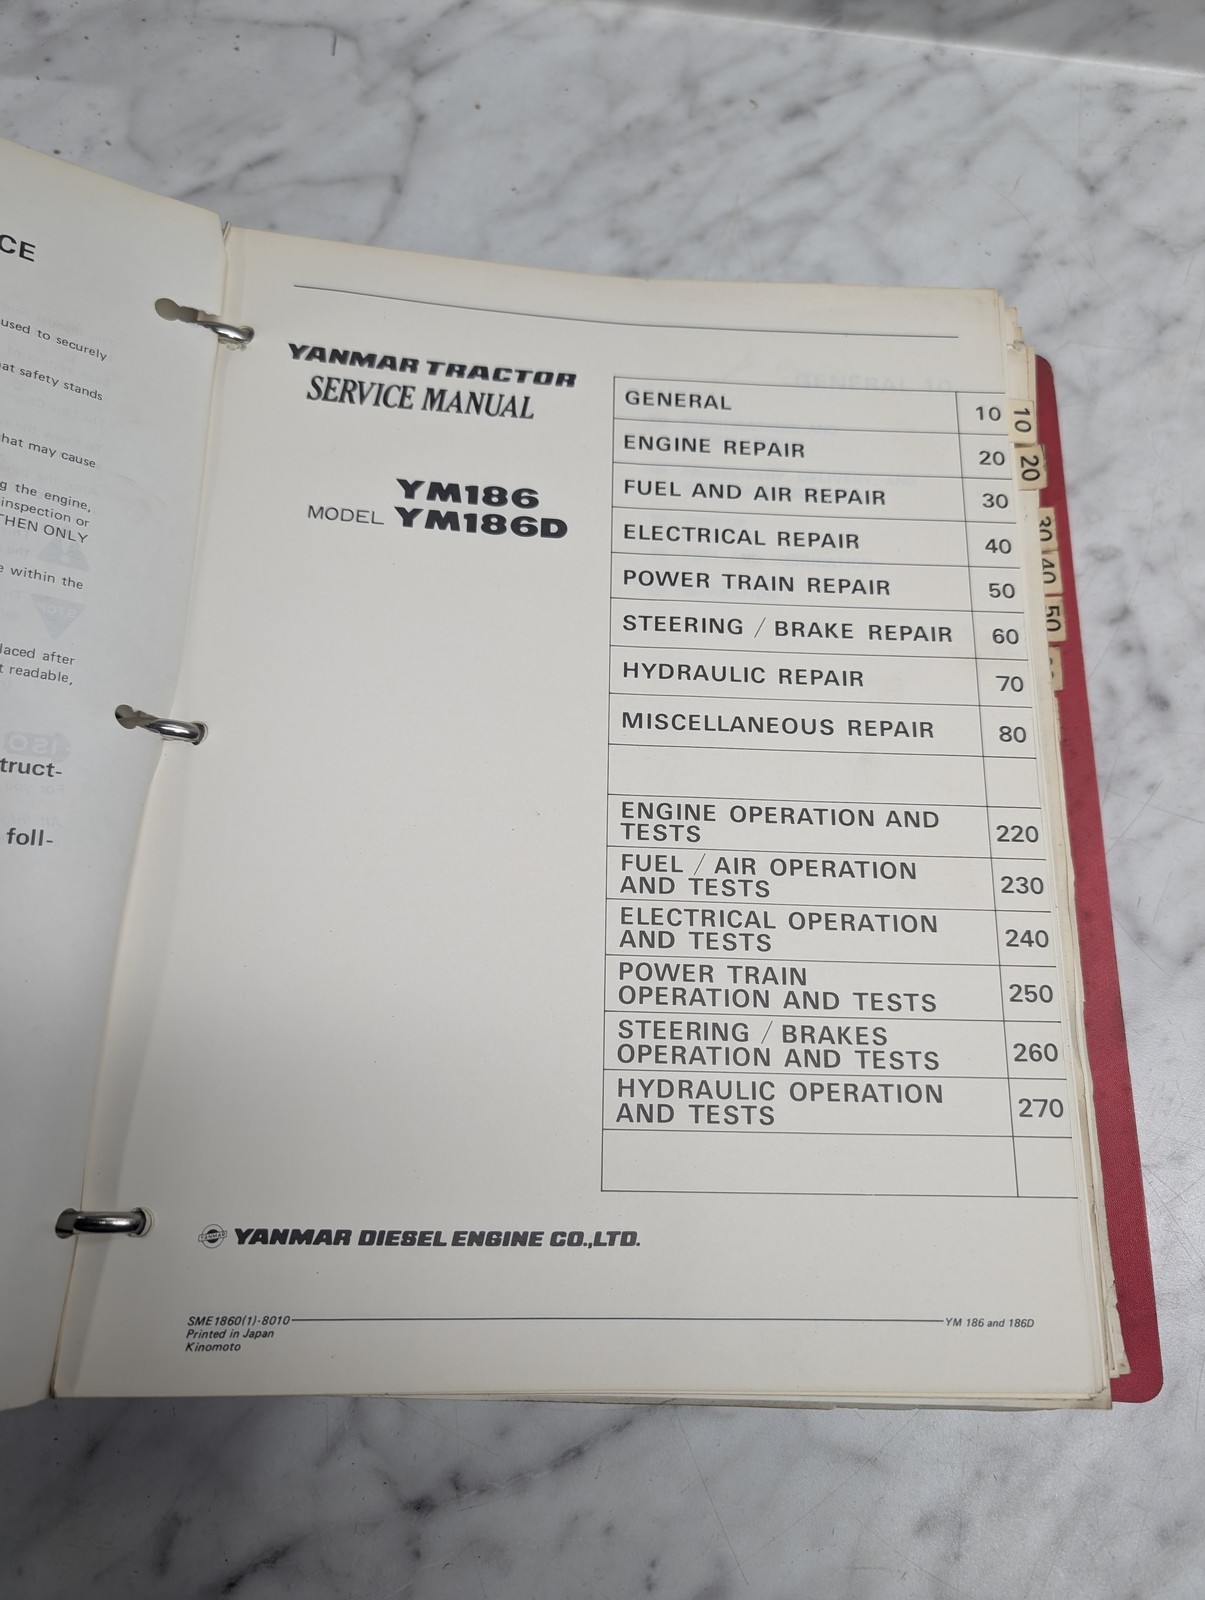 CE
used to securely
at safety stands
hat may cause
g the engine,
inspection or
THEN ONLY
e within the
laced after
t readable,
truct-
foll-
YANMAR TRACTOR
SERVICE MANUAL
YM186
MODEL YM186D
GENERAL 10
ENGINE REPAIR 20
FUEL AND AIR REPAIR 30
ELECTRICAL REPAIR 40
POWER TRAIN REPAIR 50
STEERING / BRAKE REPAIR 60
HYDRAULIC REPAIR 70
MISCELLANEOUS REPAIR 80
ENGINE OPERATION AND
TESTS 220
FUEL / AIR OPERATION
AND TESTS 230
ELECTRICAL OPERATION
AND TESTS 240
POWER TRAIN
OPERATION AND TESTS 250
STEERING / BRAKES
OPERATION AND TESTS 260
HYDRAULIC OPERATION
AND TESTS 270
10
20
30
40
50
YANMAR DIESEL ENGINE CO.,LTD.
SME1860(1)-8010
YM 186 and 186D
Printed in Japan
Kinomoto